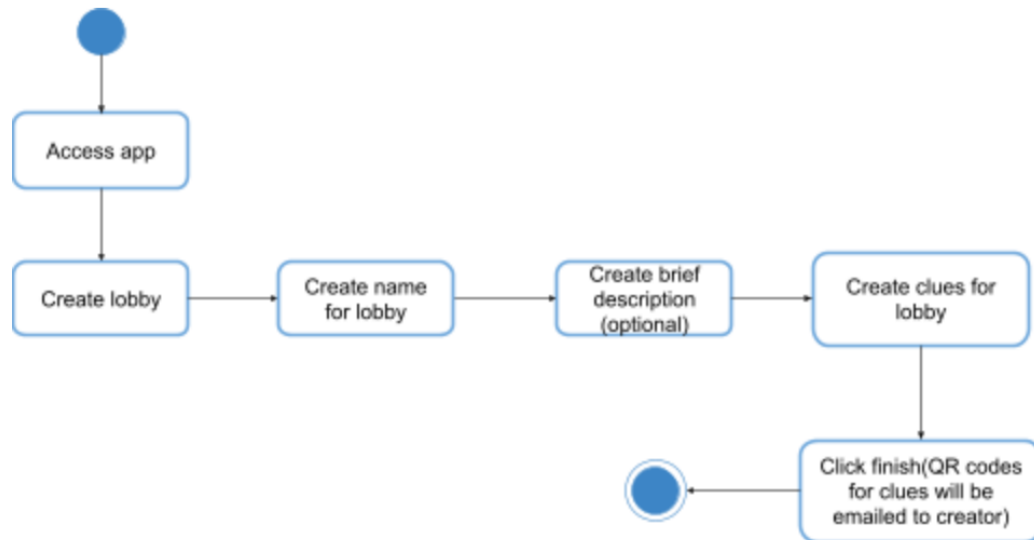 Access app
Create lobby
Create name
for lobby
Create brief
description
(optional)
Create clues for
lobby
Click finish(QR codes
for clues will be
emailed to creator)